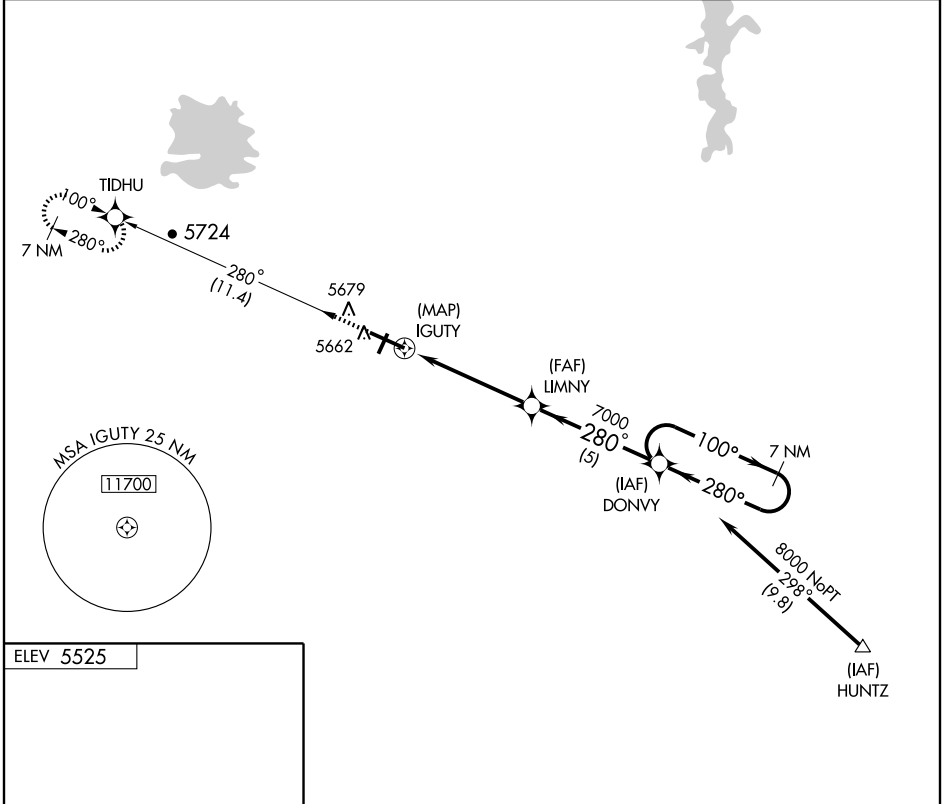 TIDHU
100°
280°
7 NM
5724
280°
(11.4)
5679
5662
(MAP)
IGUTY
(FAF)
LIMNY
7000
280°
(5)
(IAF)
DONVY
100°
7 NM
280°
8000 NoPT
298°
(9.8)
(IAF)
HUNTZ
MSA IGUTY 25 NM
11700
ELEV 5525